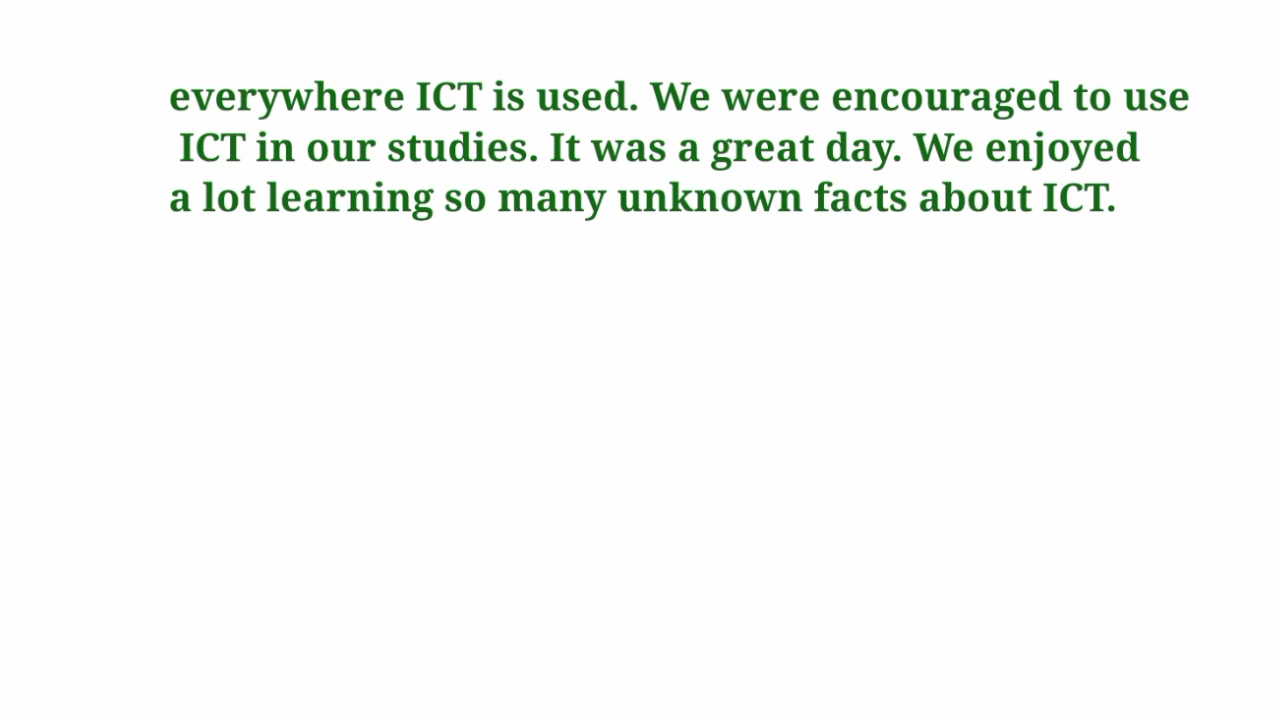 everywhere ICT is used. We were encouraged to use
ICT in our studies. It was a great day. We enjoyed
a lot learning so many unknown facts about ICT.